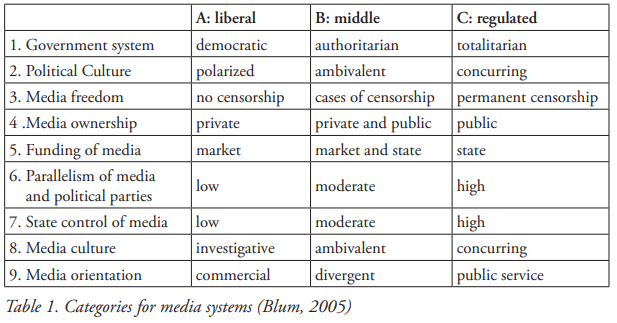 A: liberal B: middle C: regulated
1. Government system democratic authoritarian totalitarian
2. Political Culture polarized ambivalent concurring
3. Media freedom no censorship cases of censorship permanent censorship
4 .Media ownership private private and public public
5. Funding of media market market and state state
6. Parallelism of media
and political parties low moderate high
7. State control of media low moderate high
8. Media culture investigative ambivalent concurring
9. Media orientation commercial divergent public service
Table 1. Categories for media systems (Blum, 2005)